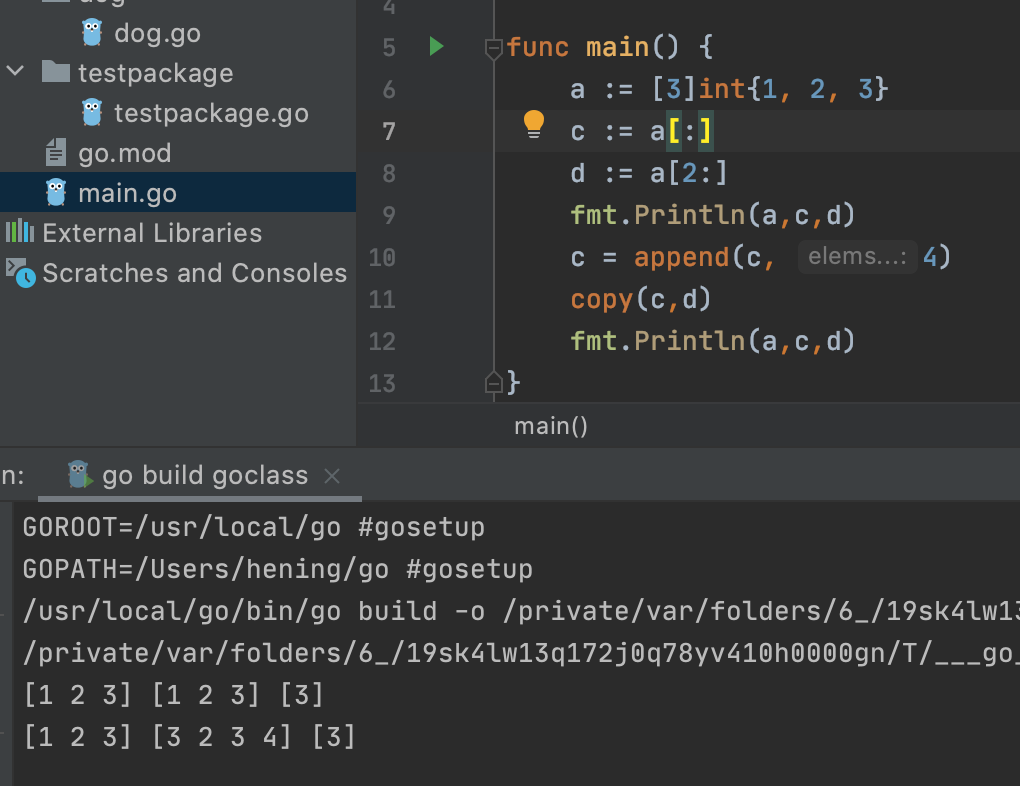 dog.go
testpackage
testpackage.go
go.mod
main.go
External Libraries
Scratches and Consoles
4
5 func main() {
6 a := [3]int{1, 2, 3}
7 c := a[:]
8 d := a[2:]
9 fmt.Println(a,c,d)
10 c = append(c, elems...: 4)
11 copy(c,d)
12 fmt.Println(a,c,d)
13 }
main()
n: go build goclass
GOROOT=/usr/local/go #gosetup
GOPATH=/Users/hening/go #gosetup
/usr/local/go/bin/go build -o /private/var/folders/6_/19sk4lw13
/private/var/folders/6_/19sk4lw13q172j0q78yv410h0000gn/T/___go_
[1 2 3] [1 2 3] [3]
[1 2 3] [3 2 3 4] [3]